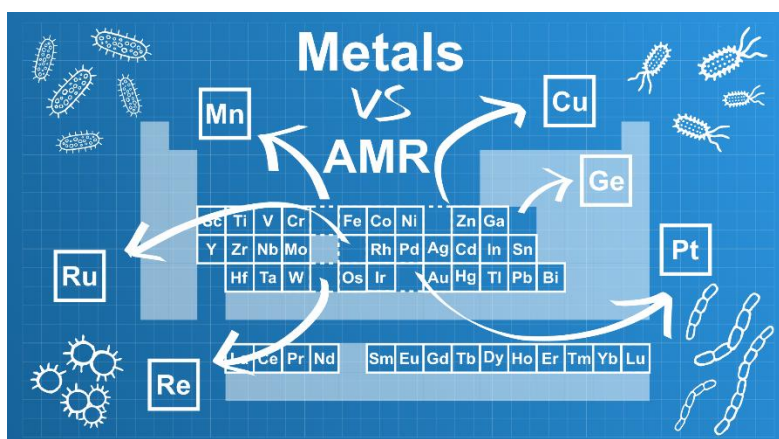 Metals
VS
AMR
Mn
Cu
Ge
Sc Ti V Cr Fe Co Ni Zn Ga
Y Zr Nb Mo Rh Pd Ag Cd In Sn
Ru
Pt
Hf Ta W Os Ir Au Hg Tl Pb Bi
La Ce Pr Nd Sm Eu Gd Tb Dy Ho Er Tm Yb Lu
Re